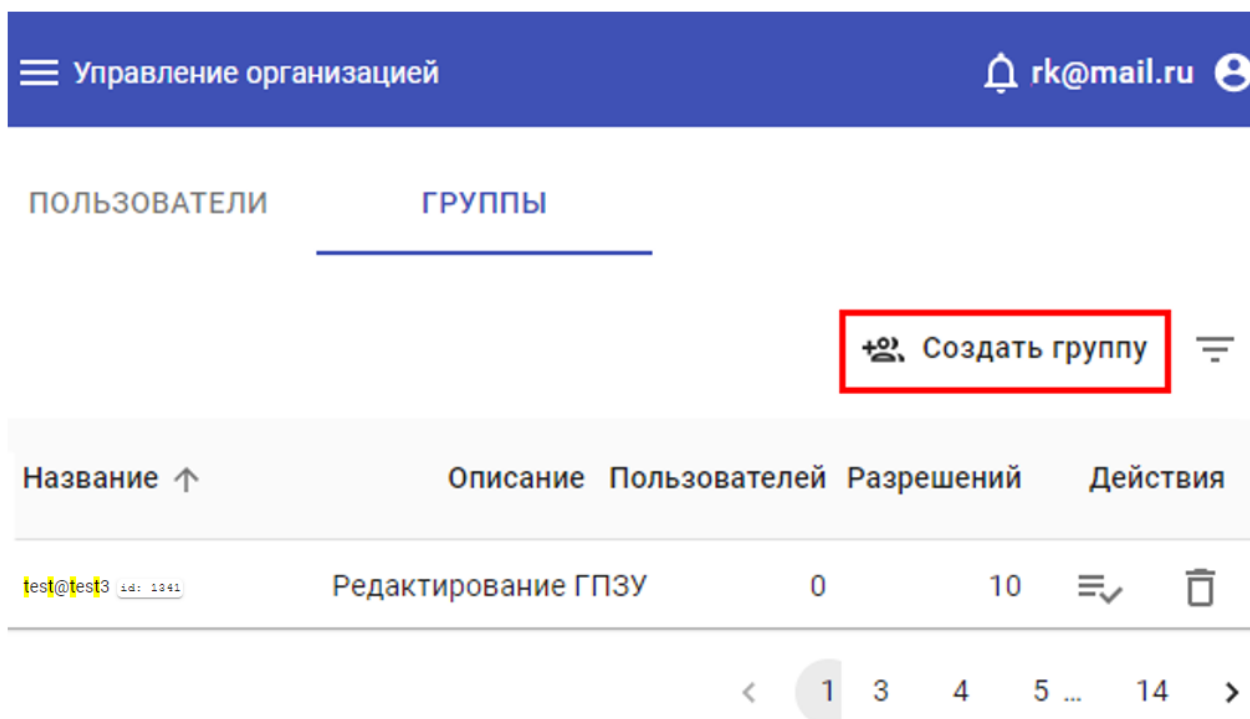 Управление организацией rk@mail.ru
ПОЛЬЗОВАТЕЛИ ГРУППЫ
Создать группу
Название Описание Пользователей Разрешений Действия
test@test3 id: 1341 Редактирование ГПЗУ 0 10
1 3 4 5 ... 14